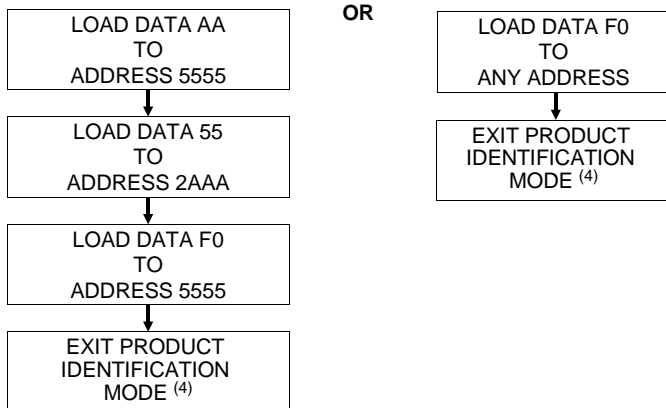 LOAD DATA AA
TO
ADDRESS 5555
LOAD DATA 55
TO
ADDRESS 2AAA
LOAD DATA F0
TO
ADDRESS 5555
EXIT PRODUCT
IDENTIFICATION
MODE (4)
OR
LOAD DATA F0
TO
ANY ADDRESS
EXIT PRODUCT
IDENTIFICATION
MODE (4)